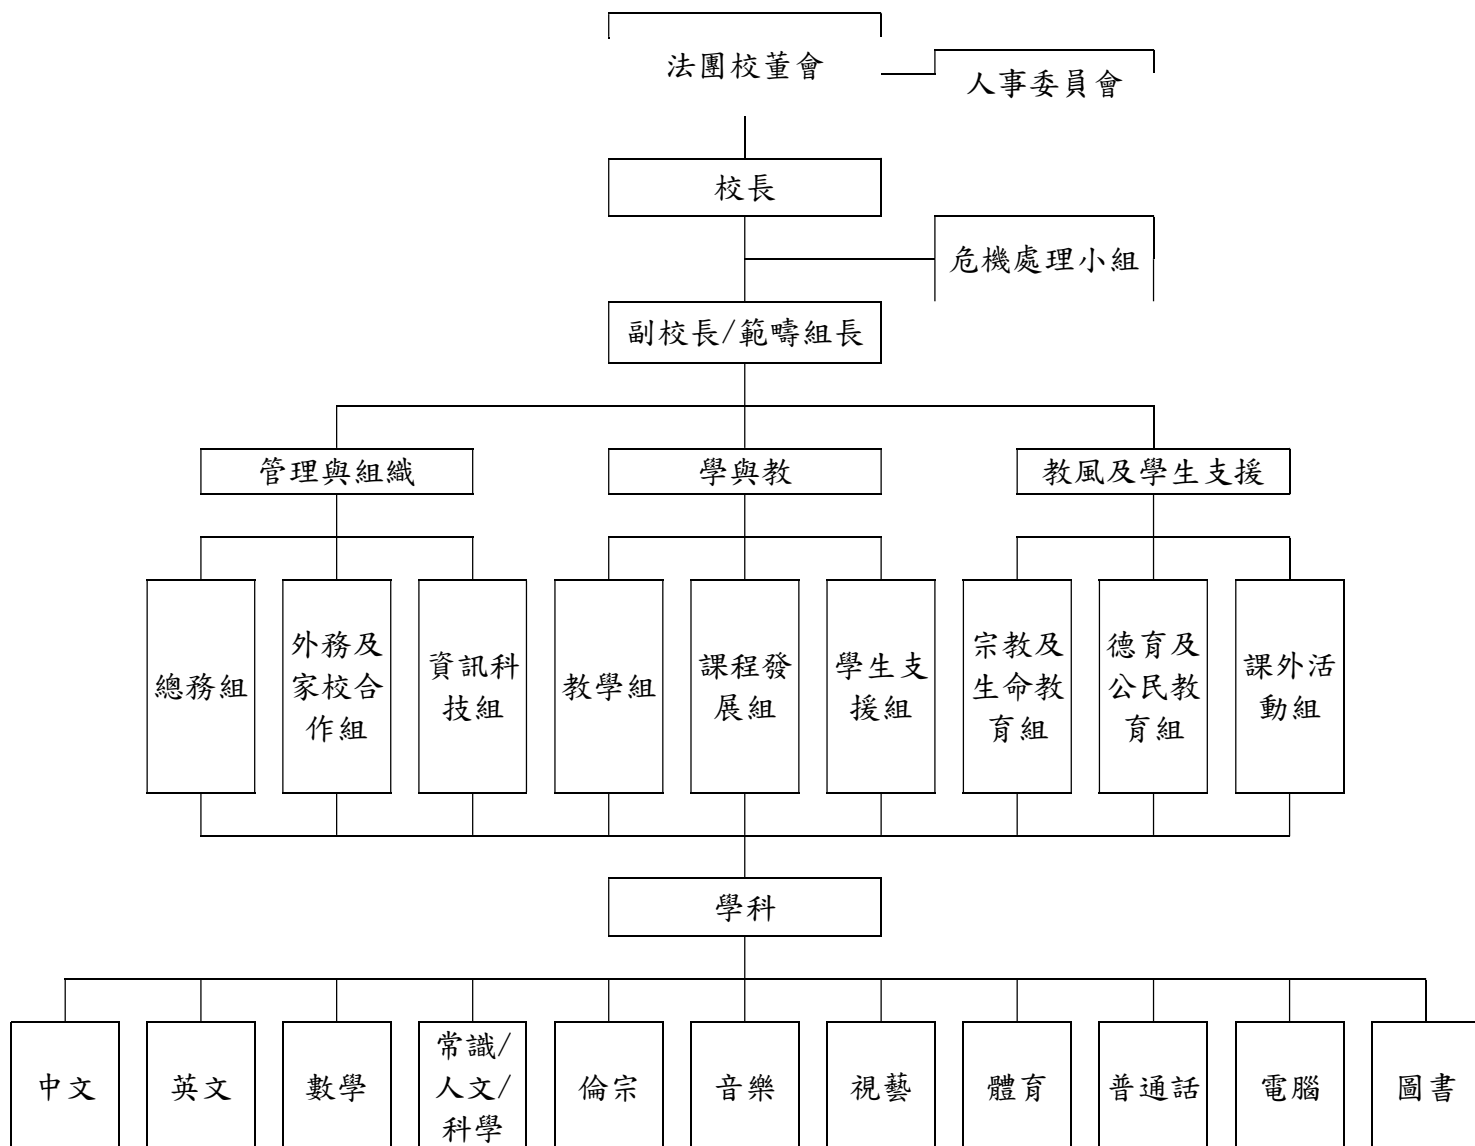 法團校董會
人事委員會
校長
危機處理小組
副校長/範疇組長
管理與組織
學與教
教風及學生支援
總務組
外務及
家校合
作組
資訊科
技組
教學組
課程發
展組
學生支
援組
宗教及
生命教
育組
德育及
公民教
育組
課外活
動組
學科
中文
英文
數學
常識/
人文/
科學
倫宗
音樂
視藝
體育
普通話
電腦
圖書